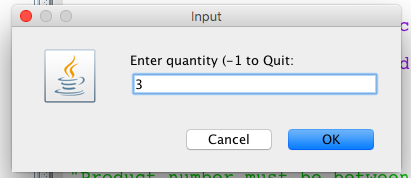 Input
c
d
Enter quantity (-1 to Quit:
3
Cancel
OK
"Product number must be between